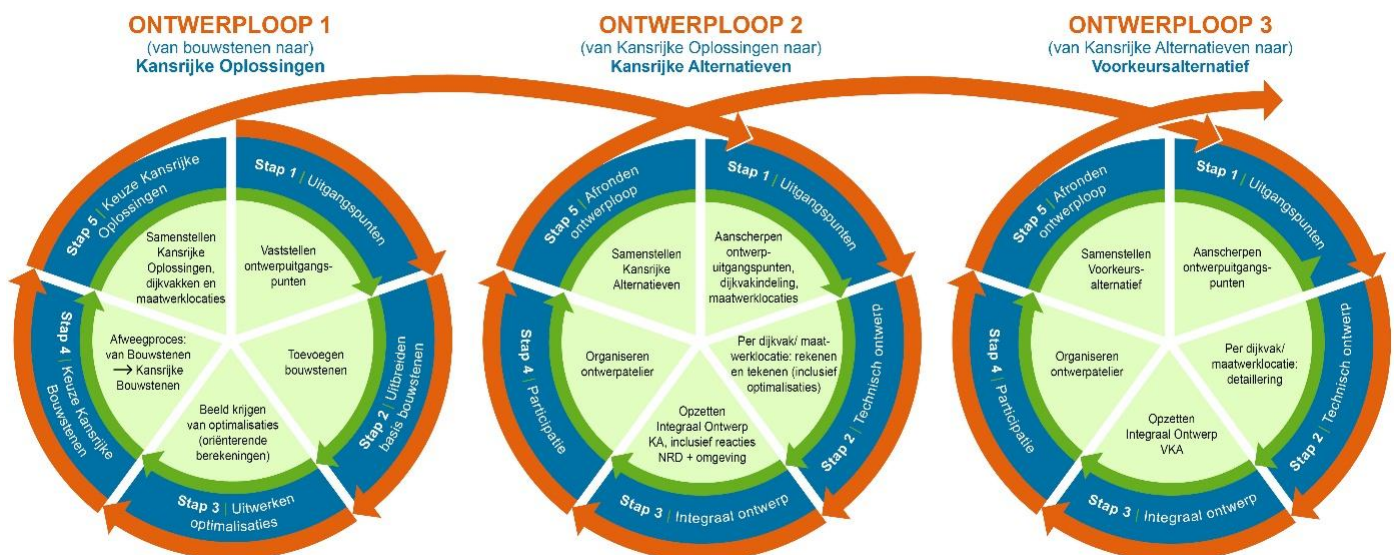 ONTWERPLOOP 1
(van bouwstenen naar)
Kansrijke Oplossingen
Stap 1 | Uitgangspunten
Vaststellen
ontwerpuitgangs-
punten
Stap 2 | Uitbreiden
basis bouwstenen
Toevoegen
bouwstenen
Stap 3 | Uitwerken
optimalisaties
Beeld krijgen
van optimalisaties
(oriënterende
berekeningen)
Stap 4 | Keuze Kansrijke
Bouwstenen
Afweegproces:
van Bouwstenen
→ Kansrijke
Bouwstenen
Stap 5 | Keuze Kansrijke
Oplossingen
Samenstellen
Kansrijke
Oplossingen,
dijkvakken en
maatwerklocaties
ONTWERPLOOP 2
(van Kansrijke Oplossingen naar)
Kansrijke Alternatieven
Stap 1 | Uitgangspunten
Aanscherpen
ontwerp-
uitgangspunten,
dijkvakindeling,
maatwerklocaties
Stap 2 | Technisch ontwerp
Per dijkvak/ maat-
werklocatie: rekenen
en tekenen (inclusief
optimalisaties)
Stap 3 | Integraal ontwerp
Opzetten
Integraal Ontwerp
KA, inclusief reacties
NRD + omgeving
Stap 4 | Participatie
Organiseren
ontwerpatelier
Stap 5 | Afronden
ontwerploop
Samenstellen
Kansrijke
Alternatieven
ONTWERPLOOP 3
(van Kansrijke Alternatieven naar)
Voorkeursalternatief
Stap 1 | Uitgangspunten
Aanscherpen
ontwerpuitgangs-
punten
Stap 2 | Technisch ontwerp
Per dijkvak/
maatwerklocatie:
detaillering
Stap 3 | Integraal ontwerp
Opzetten
Integraal Ontwerp
VKA
Stap 4 | Participatie
Organiseren
ontwerpatelier
Stap 5 | Afronden
ontwerploop
Samenstellen
Voorkeurs-
alternatief